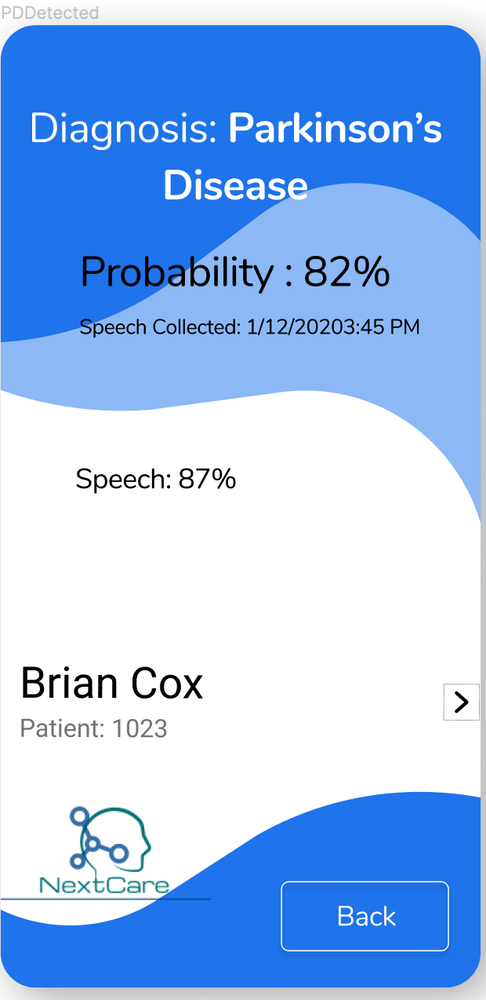 PDDetected
Diagnosis: Parkinson's
Disease
Probability : 82%
Speech Collected: 1/12/20203:45 PM
Speech: 87%
Brian Cox
Patient: 1023
NextCare
Back